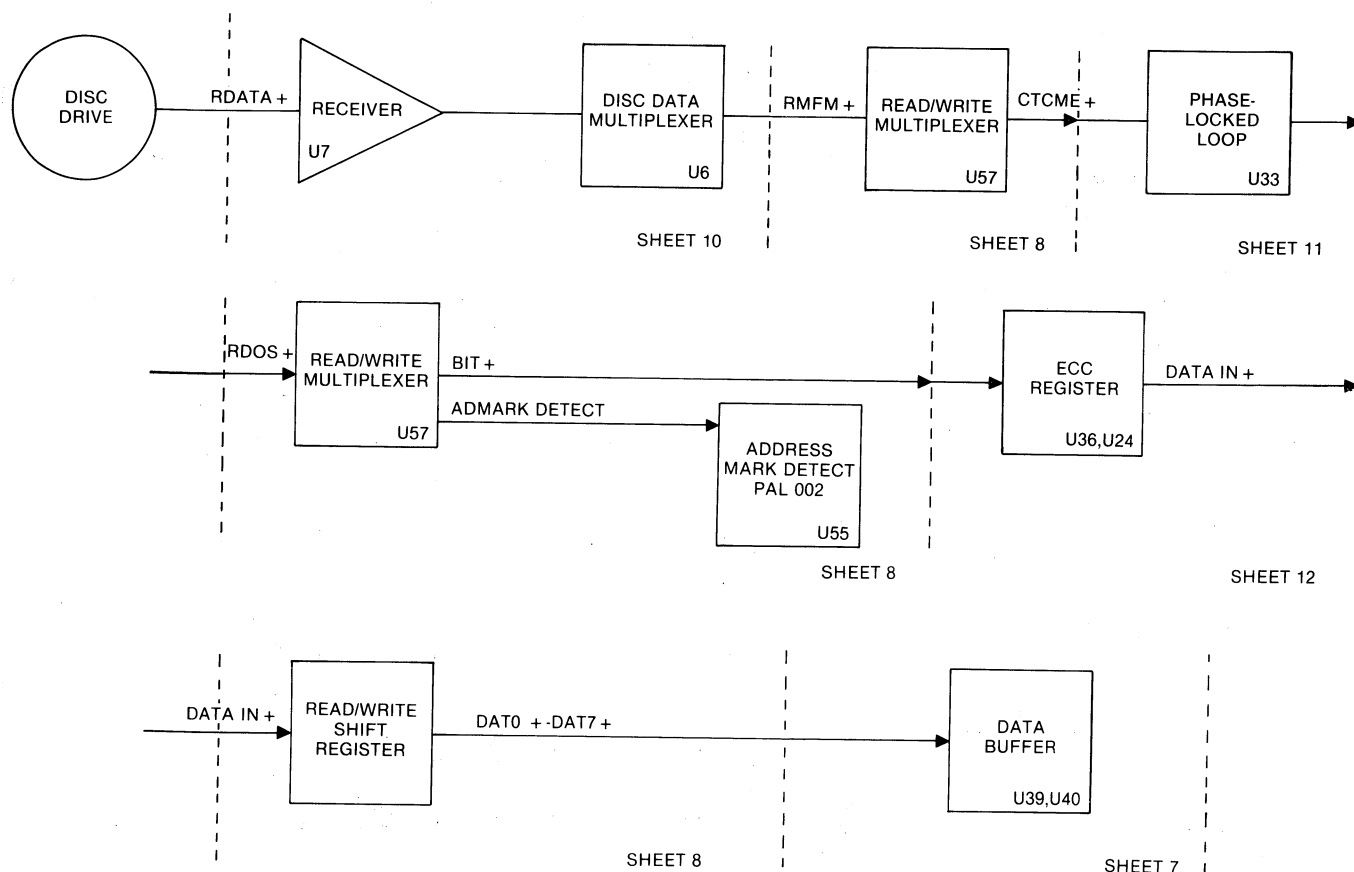 DISC
DRIVE
RDATA +
RECEIVER
U7
DISC DATA
MULTIPLEXER
U6
RMFM +
READ/WRITE
MULTIPLEXER
U57
CTCME +
PHASE-
LOCKED
LOOP
U33
SHEET 10
SHEET 8
SHEET 11
RDOS +
READ/WRITE
MULTIPLEXER
U57
BIT +
ADMARK DETECT
ADDRESS
MARK DETECT
PAL 002
U55
ECC
REGISTER
U36,U24
DATA IN +
SHEET 8
SHEET 12
DATA IN +
READ/WRITE
SHIFT
REGISTER
DAT0 + -DAT7 +
DATA
BUFFER
U39,U40
SHEET 8
SHEET 7